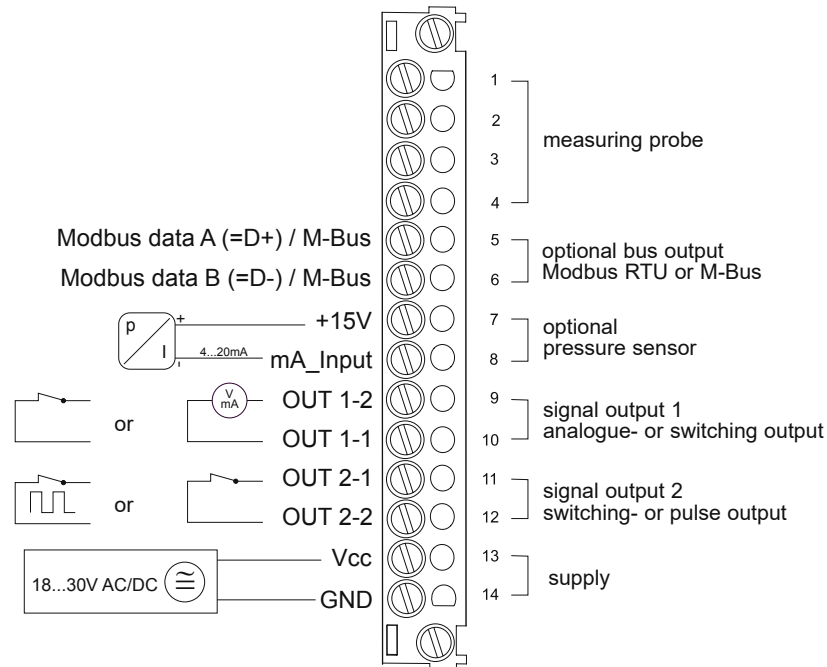 1
2
measuring probe
3
4
Modbus data A (=D+) / M-Bus
5
optional bus output
Modbus data B (=D-) / M-Bus
6
Modbus RTU or M-Bus
p
+
+15V
7
optional
pressure sensor
I
-
4...20mA
mA_Input
8
V
mA
OUT 1-2
9
signal output 1
or
OUT 1-1
10
analogue- or switching output
OUT 2-1
11
signal output 2
or
OUT 2-2
12
switching- or pulse output
Vcc
13
18...30V AC/DC
supply
GND
14